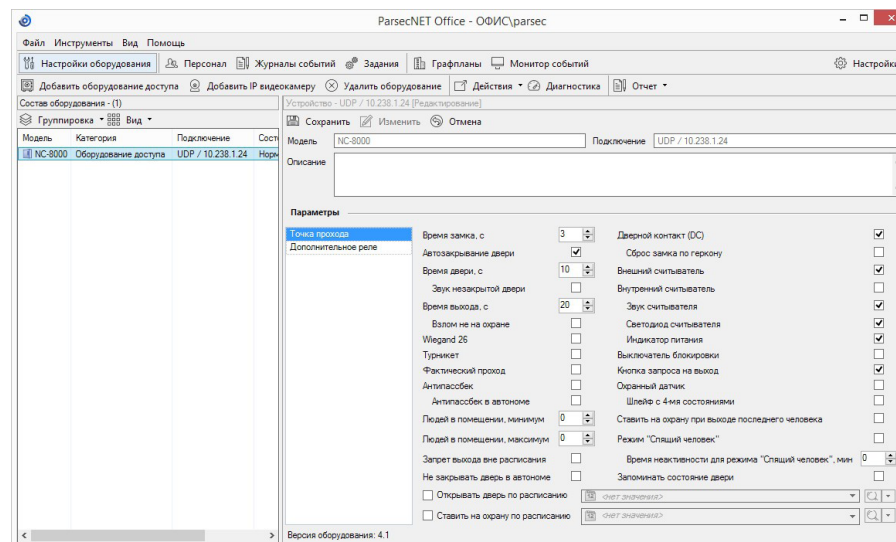 ParsecNET Office - ОФИС\parsec
Файл Инструменты Вид Помощь
Настройки оборудования Персонал Журналы событий Задания Графпланы Монитор событий Настройки
Добавить оборудование доступа Добавить IP видеокамеру Удалить оборудование Действия Диагностика Отчет
Состав оборудования - (1)
Устройство - UDP / 10.238.1.24 [Редактирование]
Группировка Вид
Сохранить Изменить Отмена
Модель Категория Подключение Сост
NC-8000 Оборудование доступа UDP / 10.238.1.24 Норм
Модель NC-8000 Подключение UDP / 10.238.1.24
Описание
Параметры
Точка прохода
Дополнительное реле
Время замка, с 3 Дверной контакт (DC)
Автозакрывание двери Сброс замка по геркону
Время двери, с 10 Внешний считыватель
Звук незакрытой двери Внутренний считыватель
Время выхода, с 20 Звук считывателя
Взлом не на охране Светодиод считывателя
Wiegand 26 Индикатор питания
Турникет Выключатель блокировки
Фактический проход Кнопка запроса на выход
Антипассбек Охранный датчик
Антипассбек в автономе Шлейф с 4-мя состояниями
Людей в помещении, минимум 0 Ставить на охрану при выходе последнего человека
Людей в помещении, максимум 0 Режим "Спящий человек"
Запрет выхода вне расписания Время неактивности для режима "Спящий человек", мин 0
Не закрывать дверь в автономе Запоминать состояние двери
Открывать дверь по расписанию 12 <нет значения>
Ставить на охрану по расписанию 12 <нет значения>
Версия оборудования: 4.1